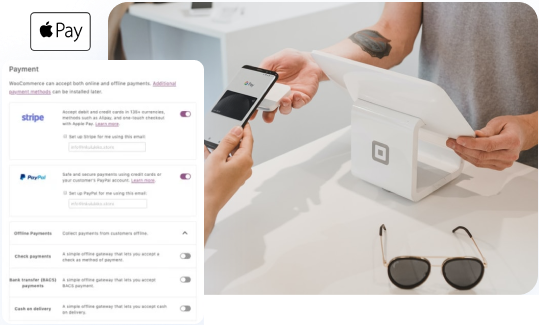 Pay
Payment
WooCommerce can accept both online and offline payments. Additional
payment methods can be installed later.
stripe
Accept debit and credit cards in 135+ currencies,
methods such as Alipay, and one-touch checkout
with Apple Pay. Learn more.
Set up Stripe for me using this email:
PayPal
Safe and secure payments using credit cards or
your customer's PayPal account. Learn more.
Set up PayPal for me using this email:
Offline Payments
Collect payments from customers offline.
Check payments
A simple offline gateway that lets you accept a
check as method of payment.
Bank transfer (BACS)
payments
A simple offline gateway that lets you accept
BACS payment.
Cash on delivery
A simple offline gateway that lets you accept cash
on delivery.